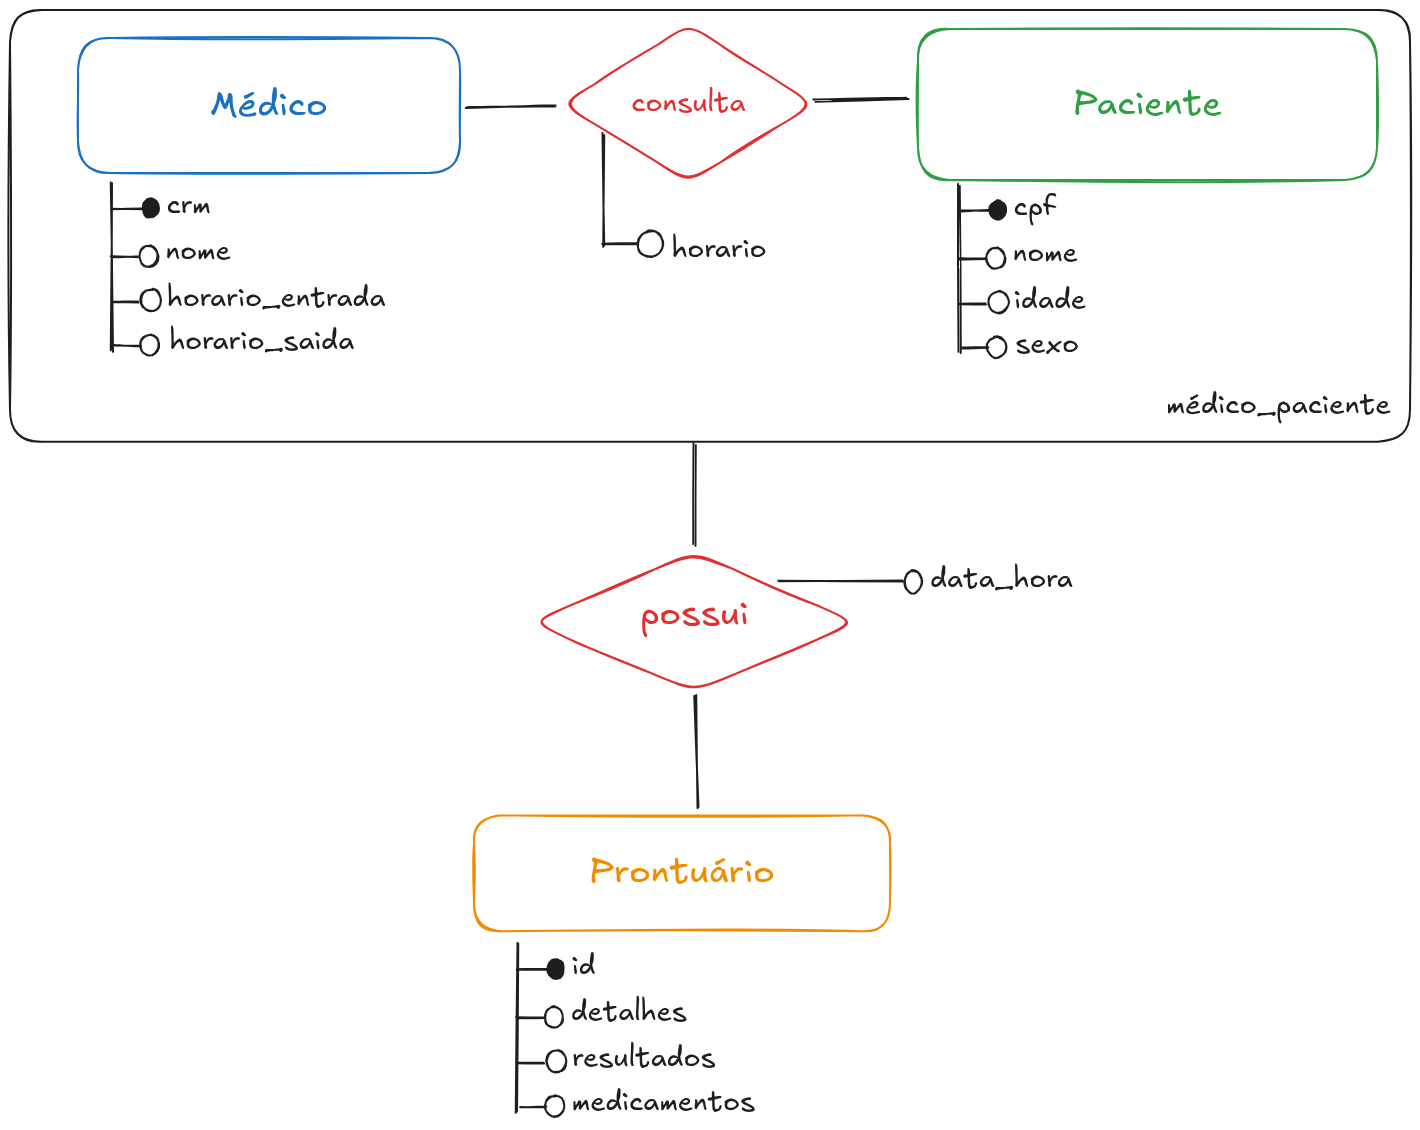 Médico
consulta
Paciente
crm
nome
horario_entrada
horario_saida
horario
cpf
nome
idade
sexo
médico_paciente
possui
data_hora
Prontuário
id
detalhes
resultados
medicamentos